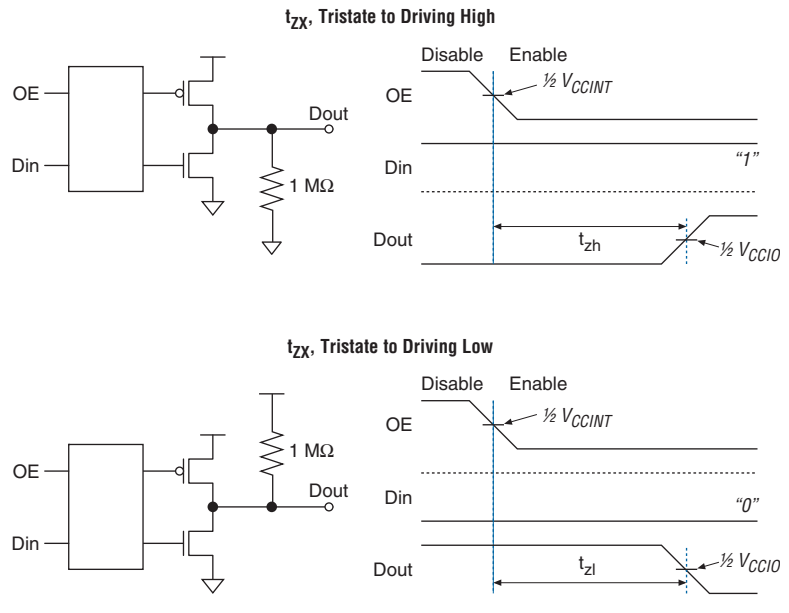 tZX, Tristate to Driving High
Disable Enable
OE
½ VCCINT
OE
Dout
Din
1 MΩ
Din
"1"
Dout
tzh
½ VCCIO
tZX, Tristate to Driving Low
Disable Enable
OE
½ VCCINT
1 MΩ
OE
Dout
Din
"0"
Din
Dout
tzl
½ VCCIO